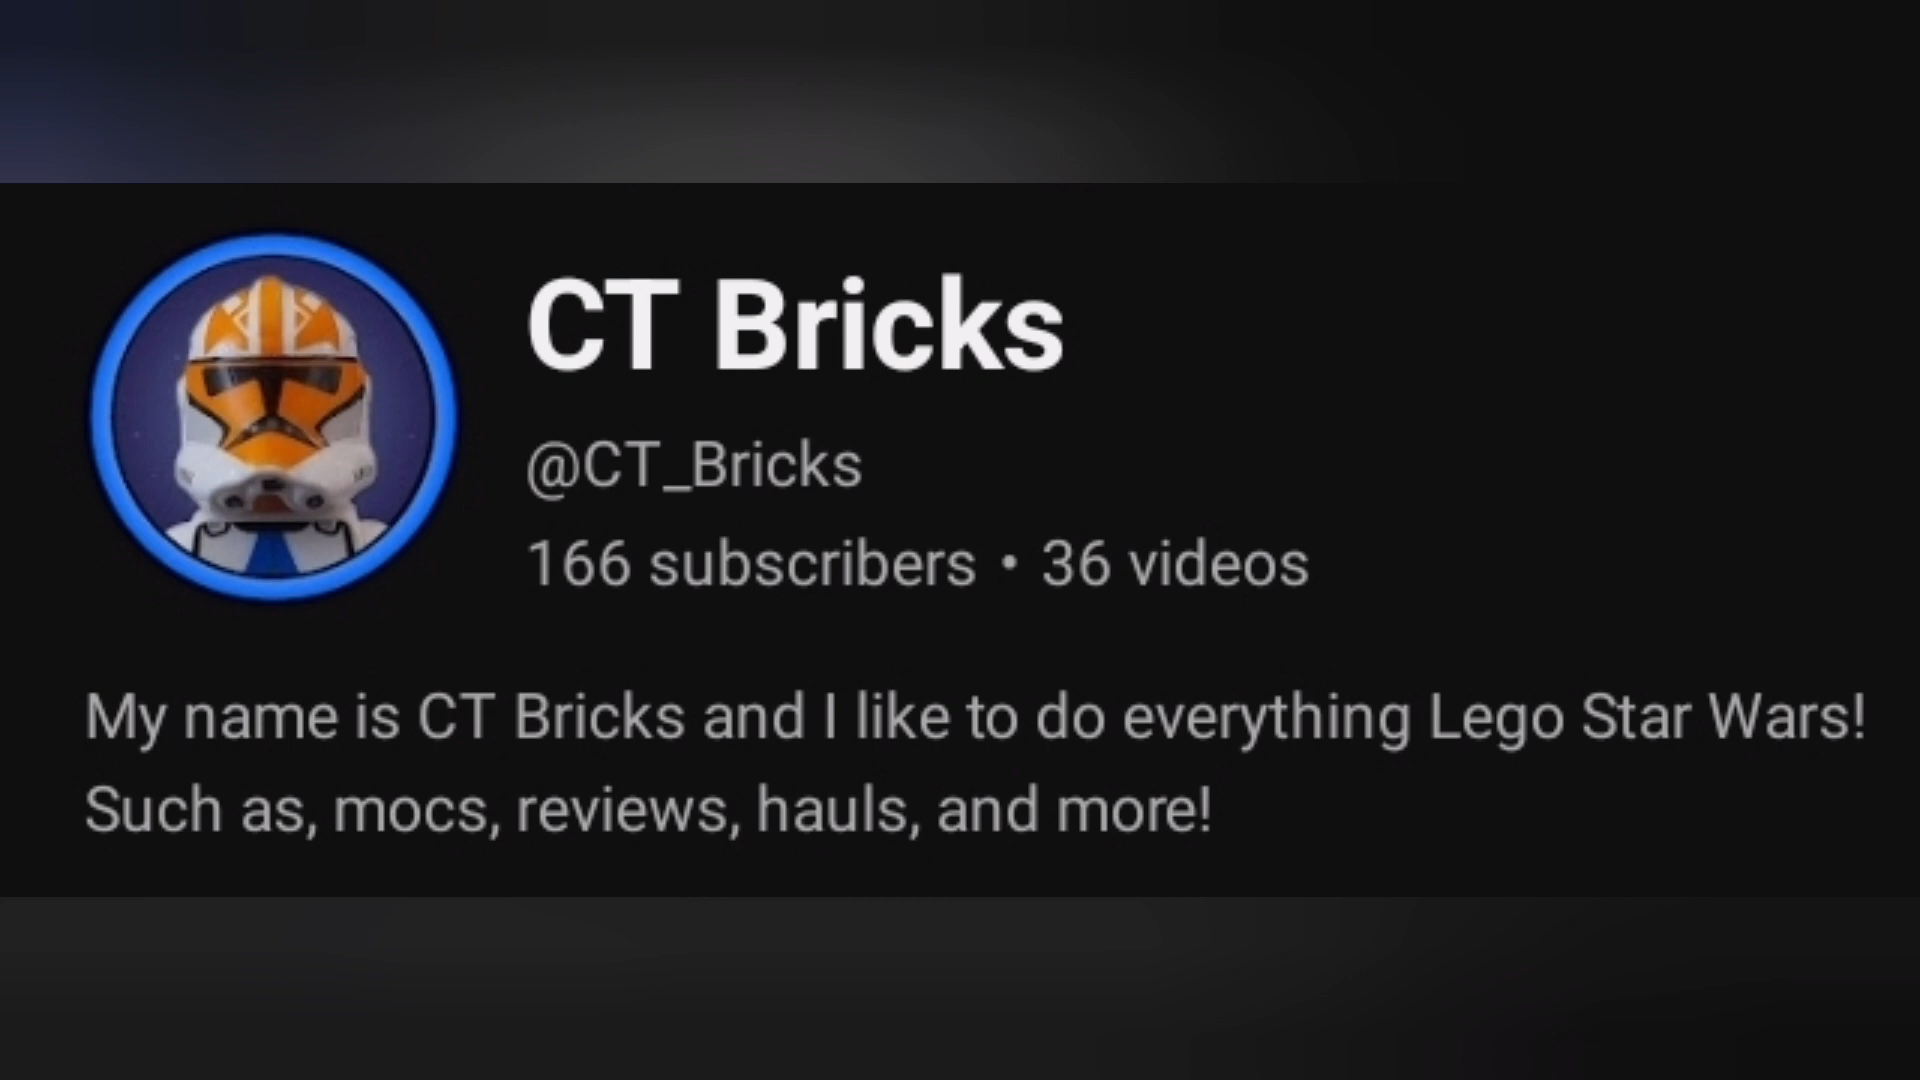 CT Bricks
@CT_Bricks
166 subscribers • 36 videos
My name is CT Bricks and I like to do everything Lego Star Wars!
Such as, mocs, reviews, hauls, and more!